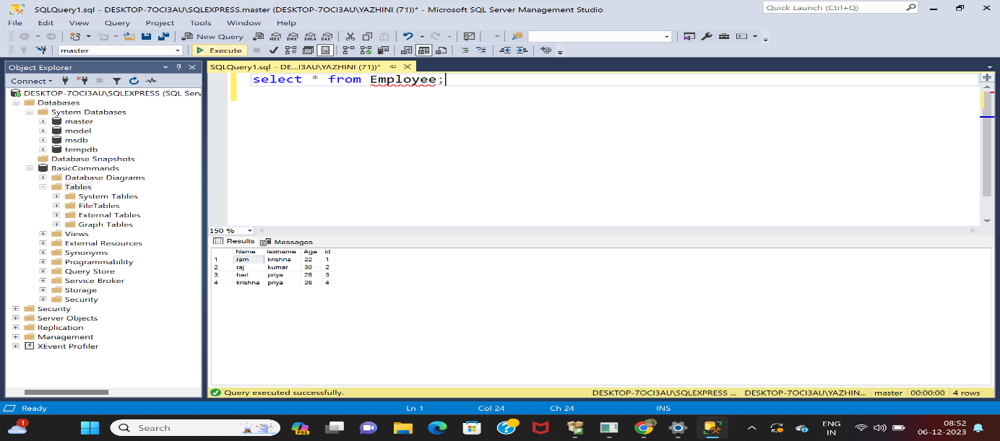 SQLQuery1.sql - DESKTOP-7OCI3AU\SQLEXPRESS.master (DESKTOP-7OCI3AU\YAZHINI (71))* - Microsoft SQL Server Management Studio
Quick Launch (Ctrl+Q)
File Edit View Query Project Tools Window Help
New Query MDX DMX XMLA DAX
master Execute
Object Explorer
SQLQuery1.sql - DE...I3AU\YAZHINI (71))*
Connect
select * from Employee;
DESKTOP-7OCI3AU\SQLEXPRESS (SQL Serv
Databases
System Databases
master
model
msdb
tempdb
Database Snapshots
BasicCommands
Database Diagrams
Tables
System Tables
FileTables
External Tables
Graph Tables
Views
External Resources
Synonyms
Programmability
Query Store
Service Broker
Storage
Security
Security
Server Objects
Replication
Management
XEvent Profiler
150 %
Results Messages
Name lastname Age id
1 ram krishna 22 1
2 raj kumar 30 2
3 hari priya 25 3
4 krishna priya 26 4
Query executed successfully.
DESKTOP-7OCI3AU\SQLEXPRESS ... DESKTOP-7OCI3AU\YAZHIN... master 00:00:00 4 rows
Ready Ln 1 Col 24 Ch 24 INS
1
Search
PRE
ENG
IN
08:52
06-12-2023